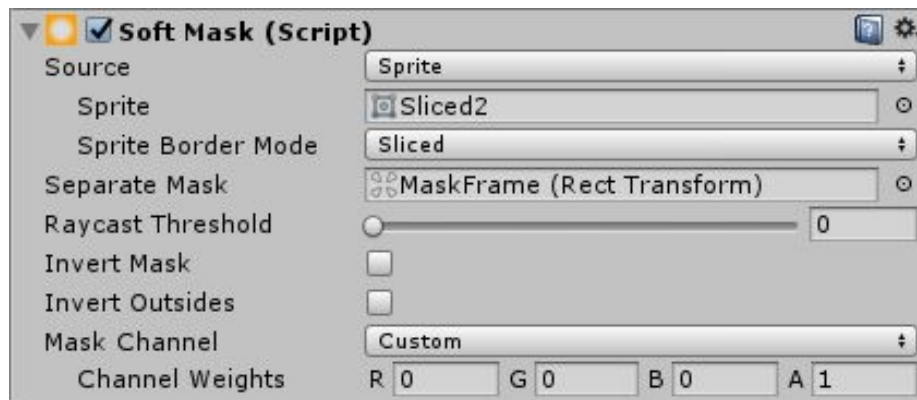 Soft Mask (Script)
Source Sprite
Sprite Sliced2
Sprite Border Mode Sliced
Separate Mask MaskFrame (Rect Transform)
Raycast Threshold 0
Invert Mask
Invert Outsides
Mask Channel Custom
Channel Weights R 0 G 0 B 0 A 1